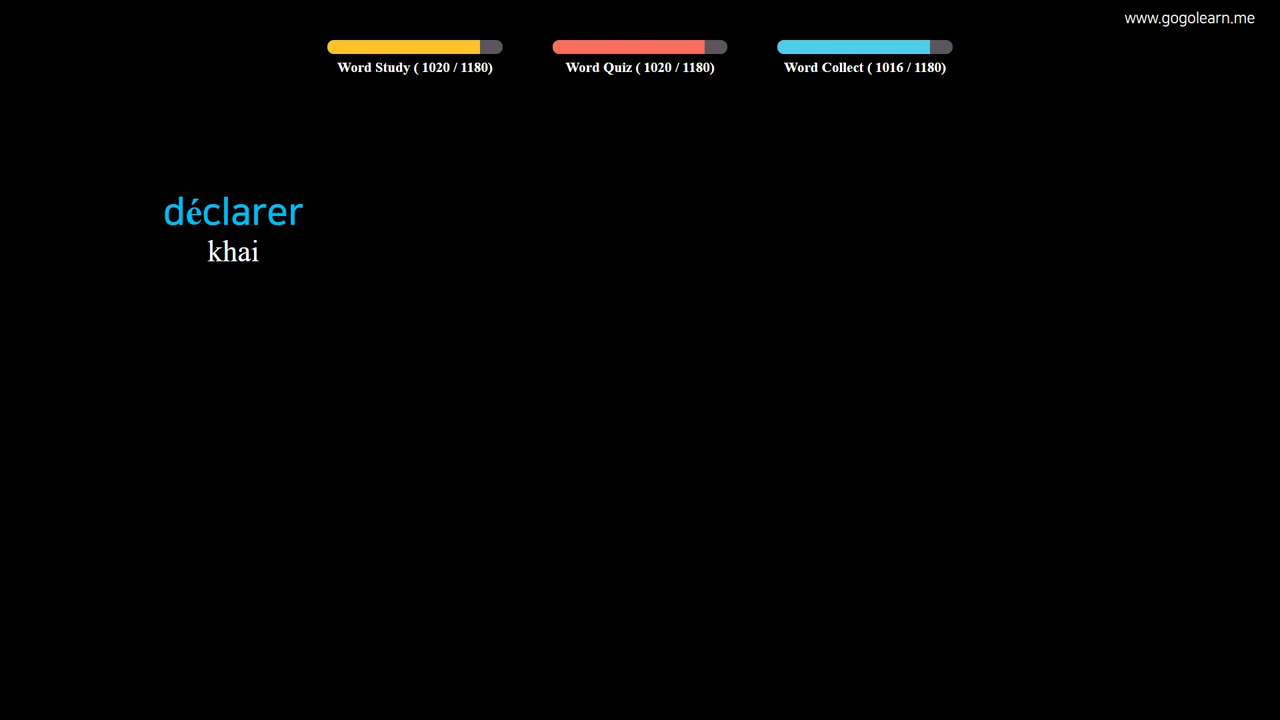 www.gogolearn.me
Word Study ( 1020 / 1180)
Word Quiz ( 1020 / 1180)
Word Collect ( 1016 / 1180)
déclarer
khai